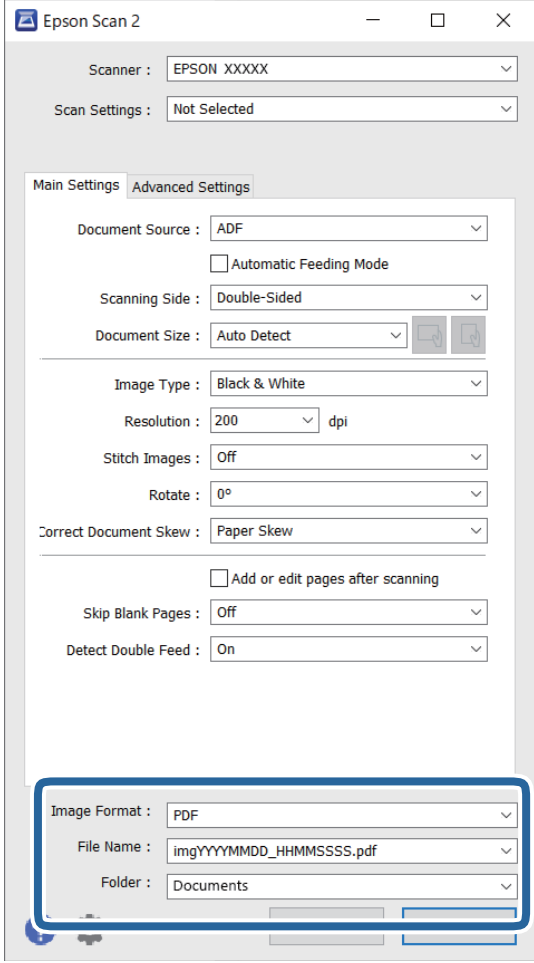 Epson Scan 2
Scanner : EPSON XXXXX
Scan Settings : Not Selected
Main Settings Advanced Settings
Document Source : ADF
Automatic Feeding Mode
Scanning Side : Double-Sided
Document Size : Auto Detect
Image Type : Black & White
Resolution : 200 dpi
Stitch Images : Off
Rotate : 0º
Correct Document Skew : Paper Skew
Add or edit pages after scanning
Skip Blank Pages : Off
Detect Double Feed : On
Image Format : PDF
File Name : imgYYYYMMDD_HHMMSSSS.pdf
Folder : Documents